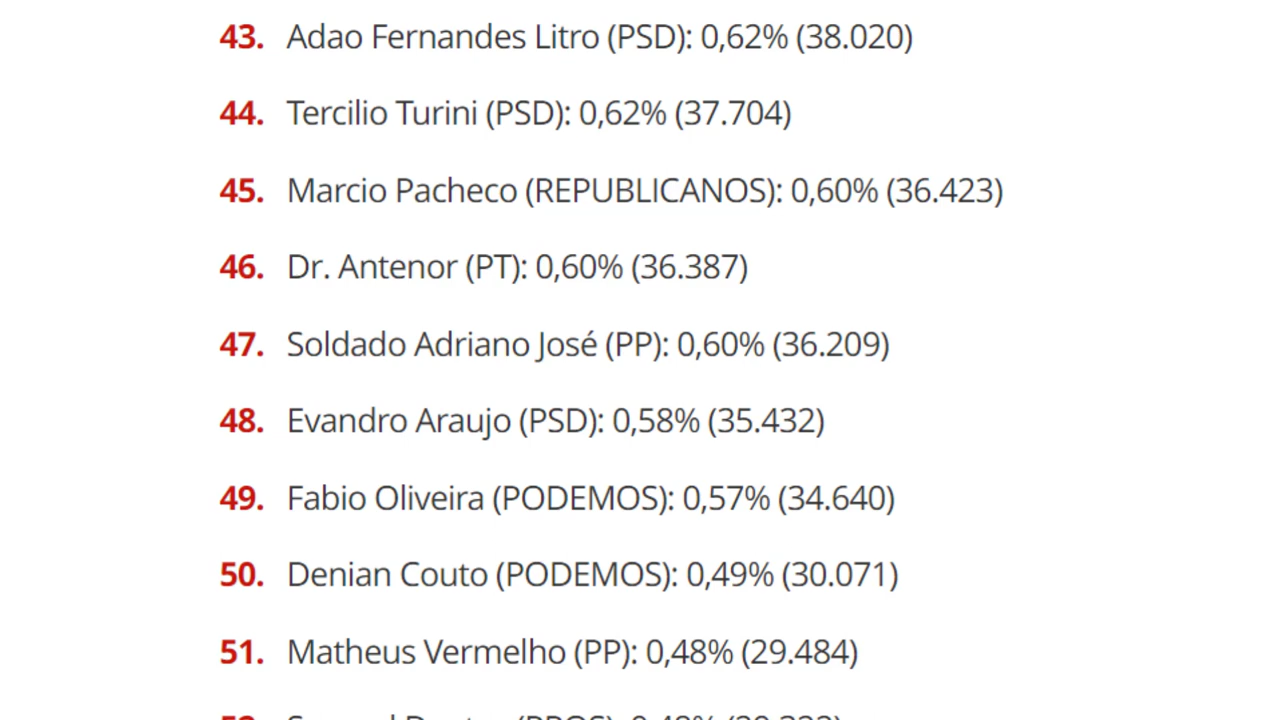 43. Adao Fernandes Litro (PSD): 0,62% (38.020)
44. Tercilio Turini (PSD): 0,62% (37.704)
45. Marcio Pacheco (REPUBLICANOS): 0,60% (36.423)
46. Dr. Antenor (PT): 0,60% (36.387)
47. Soldado Adriano José (PP): 0,60% (36.209)
48. Evandro Araujo (PSD): 0,58% (35.432)
49. Fabio Oliveira (PODEMOS): 0,57% (34.640)
50. Denian Couto (PODEMOS): 0,49% (30.071)
51. Matheus Vermelho (PP): 0,48% (29.484)